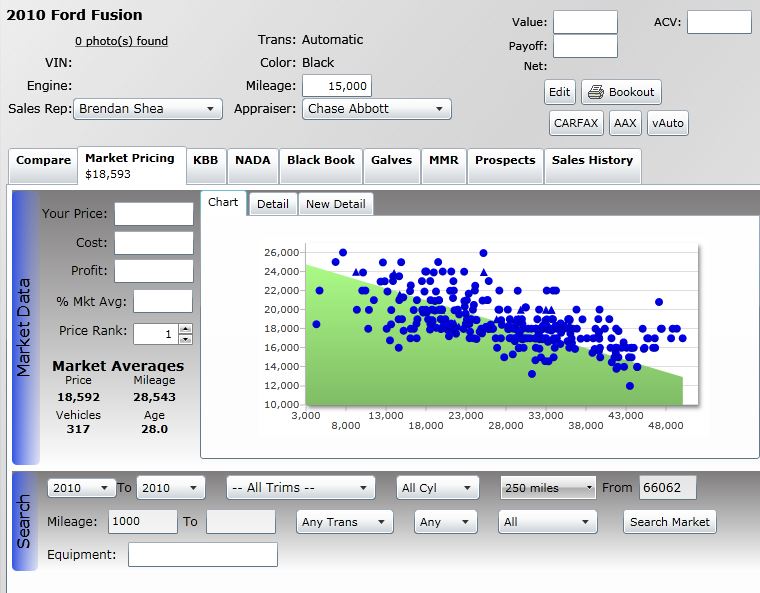 2010 Ford Fusion
Value:
ACV:
0 photo(s) found
Trans: Automatic
Payoff:
VIN:
Color: Black
Net:
Engine:
Mileage: 15,000
Edit
Bookout
Sales Rep: Brendan Shea
Appraiser: Chase Abbott
CARFAX
AAX
vAuto
Compare
Market Pricing
$18,593
KBB
NADA
Black Book
Galves
MMR
Prospects
Sales History
Market Data
Your Price:
Cost:
Profit:
% Mkt Avg:
Price Rank: 1
Market Averages
Price Mileage
18,592 28,543
Vehicles Age
317 28.0
Chart
Detail
New Detail
26,000
24,000
22,000
20,000
18,000
16,000
14,000
12,000
10,000
3,000 13,000 23,000 33,000 43,000
8,000 18,000 28,000 38,000 48,000
Search
2010 To 2010 -- All Trims -- All Cyl 250 miles From 66062
Mileage: 1000 To Any Trans Any All Search Market
Equipment: